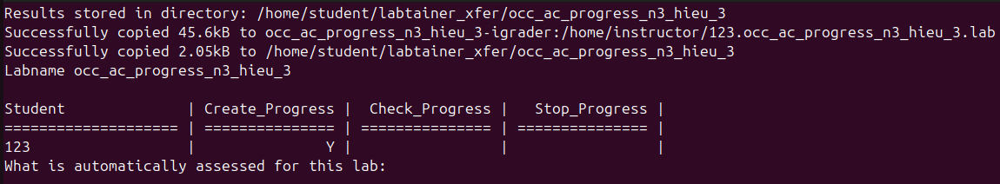 Results stored in directory: /home/student/labtainer_xfer/occ_ac_progress_n3_hieu_3
Successfully copied 45.6kB to occ_ac_progress_n3_hieu_3-igrader:/home/instructor/123.occ_ac_progress_n3_hieu_3.lab
Successfully copied 2.05kB to /home/student/labtainer_xfer/occ_ac_progress_n3_hieu_3
Labname occ_ac_progress_n3_hieu_3

Student              | Create_Progress |  Check_Progress |   Stop_Progress |
==================== | =============== | =============== | =============== |
123                  |               Y |                 |                 |
What is automatically assessed for this lab: